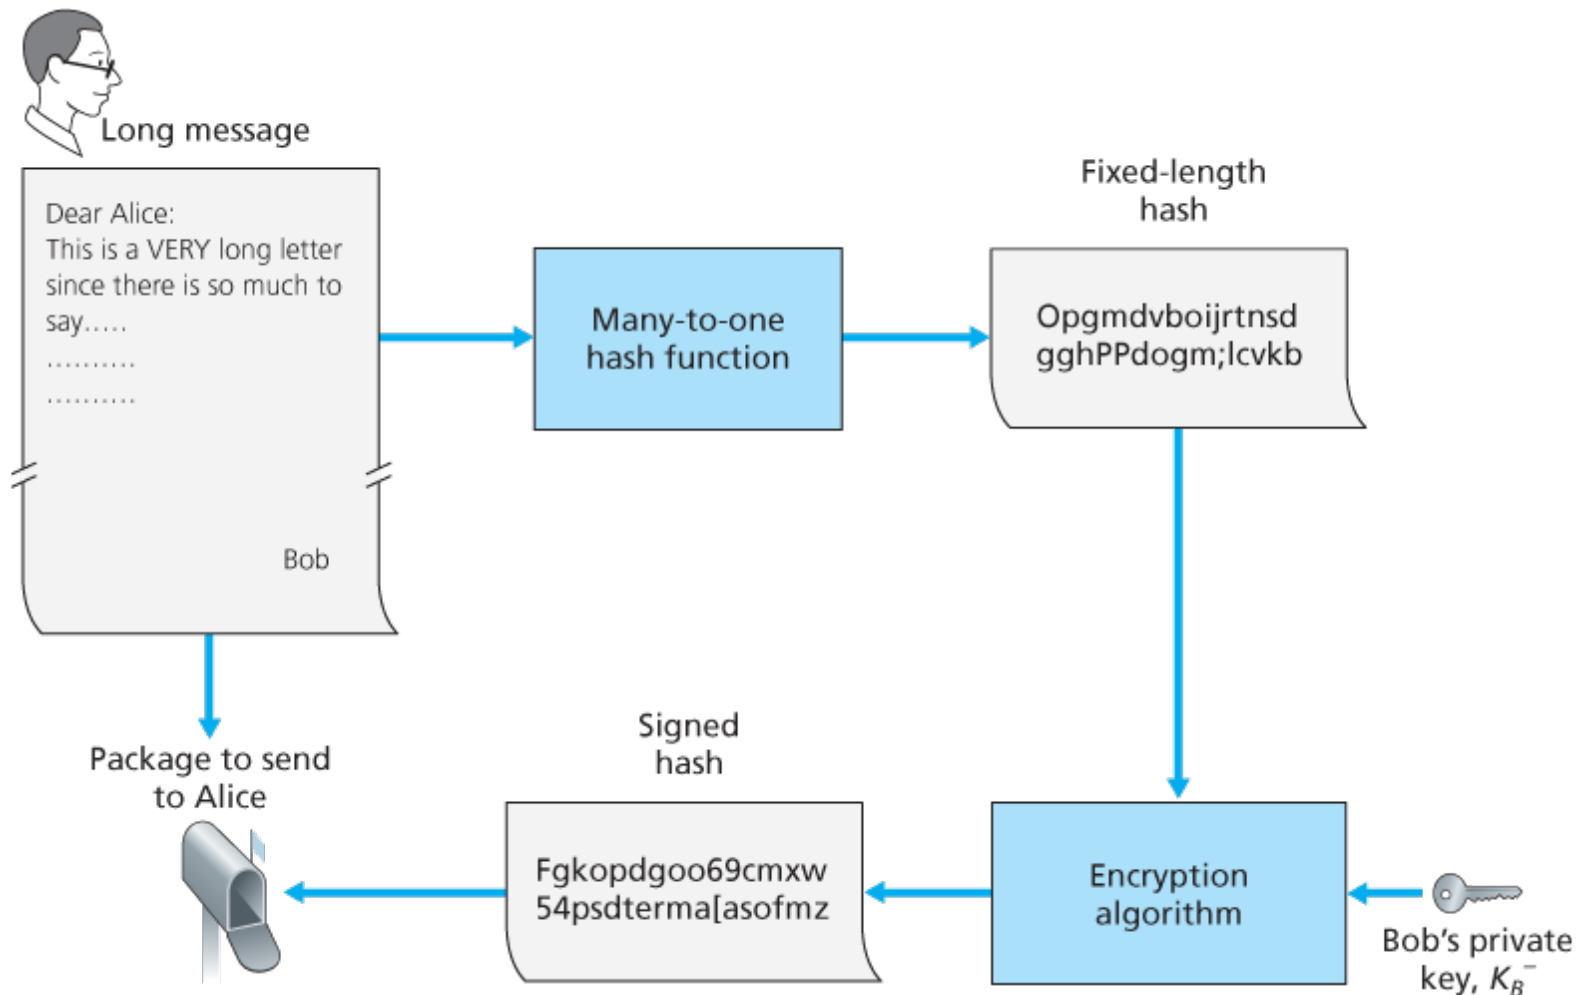 Long message
Dear Alice:
This is a VERY long letter
since there is so much to
say.....
..........
..........
Bob
Many-to-one
hash function
Fixed-length
hash
Opgmdvboijrtnsd
gghPPdogm;lcvkb
Package to send
to Alice
Signed
hash
Fgkopdgoo69cmxw
54psdterma[asofmz
Encryption
algorithm
Bob's private
key, K_B^−